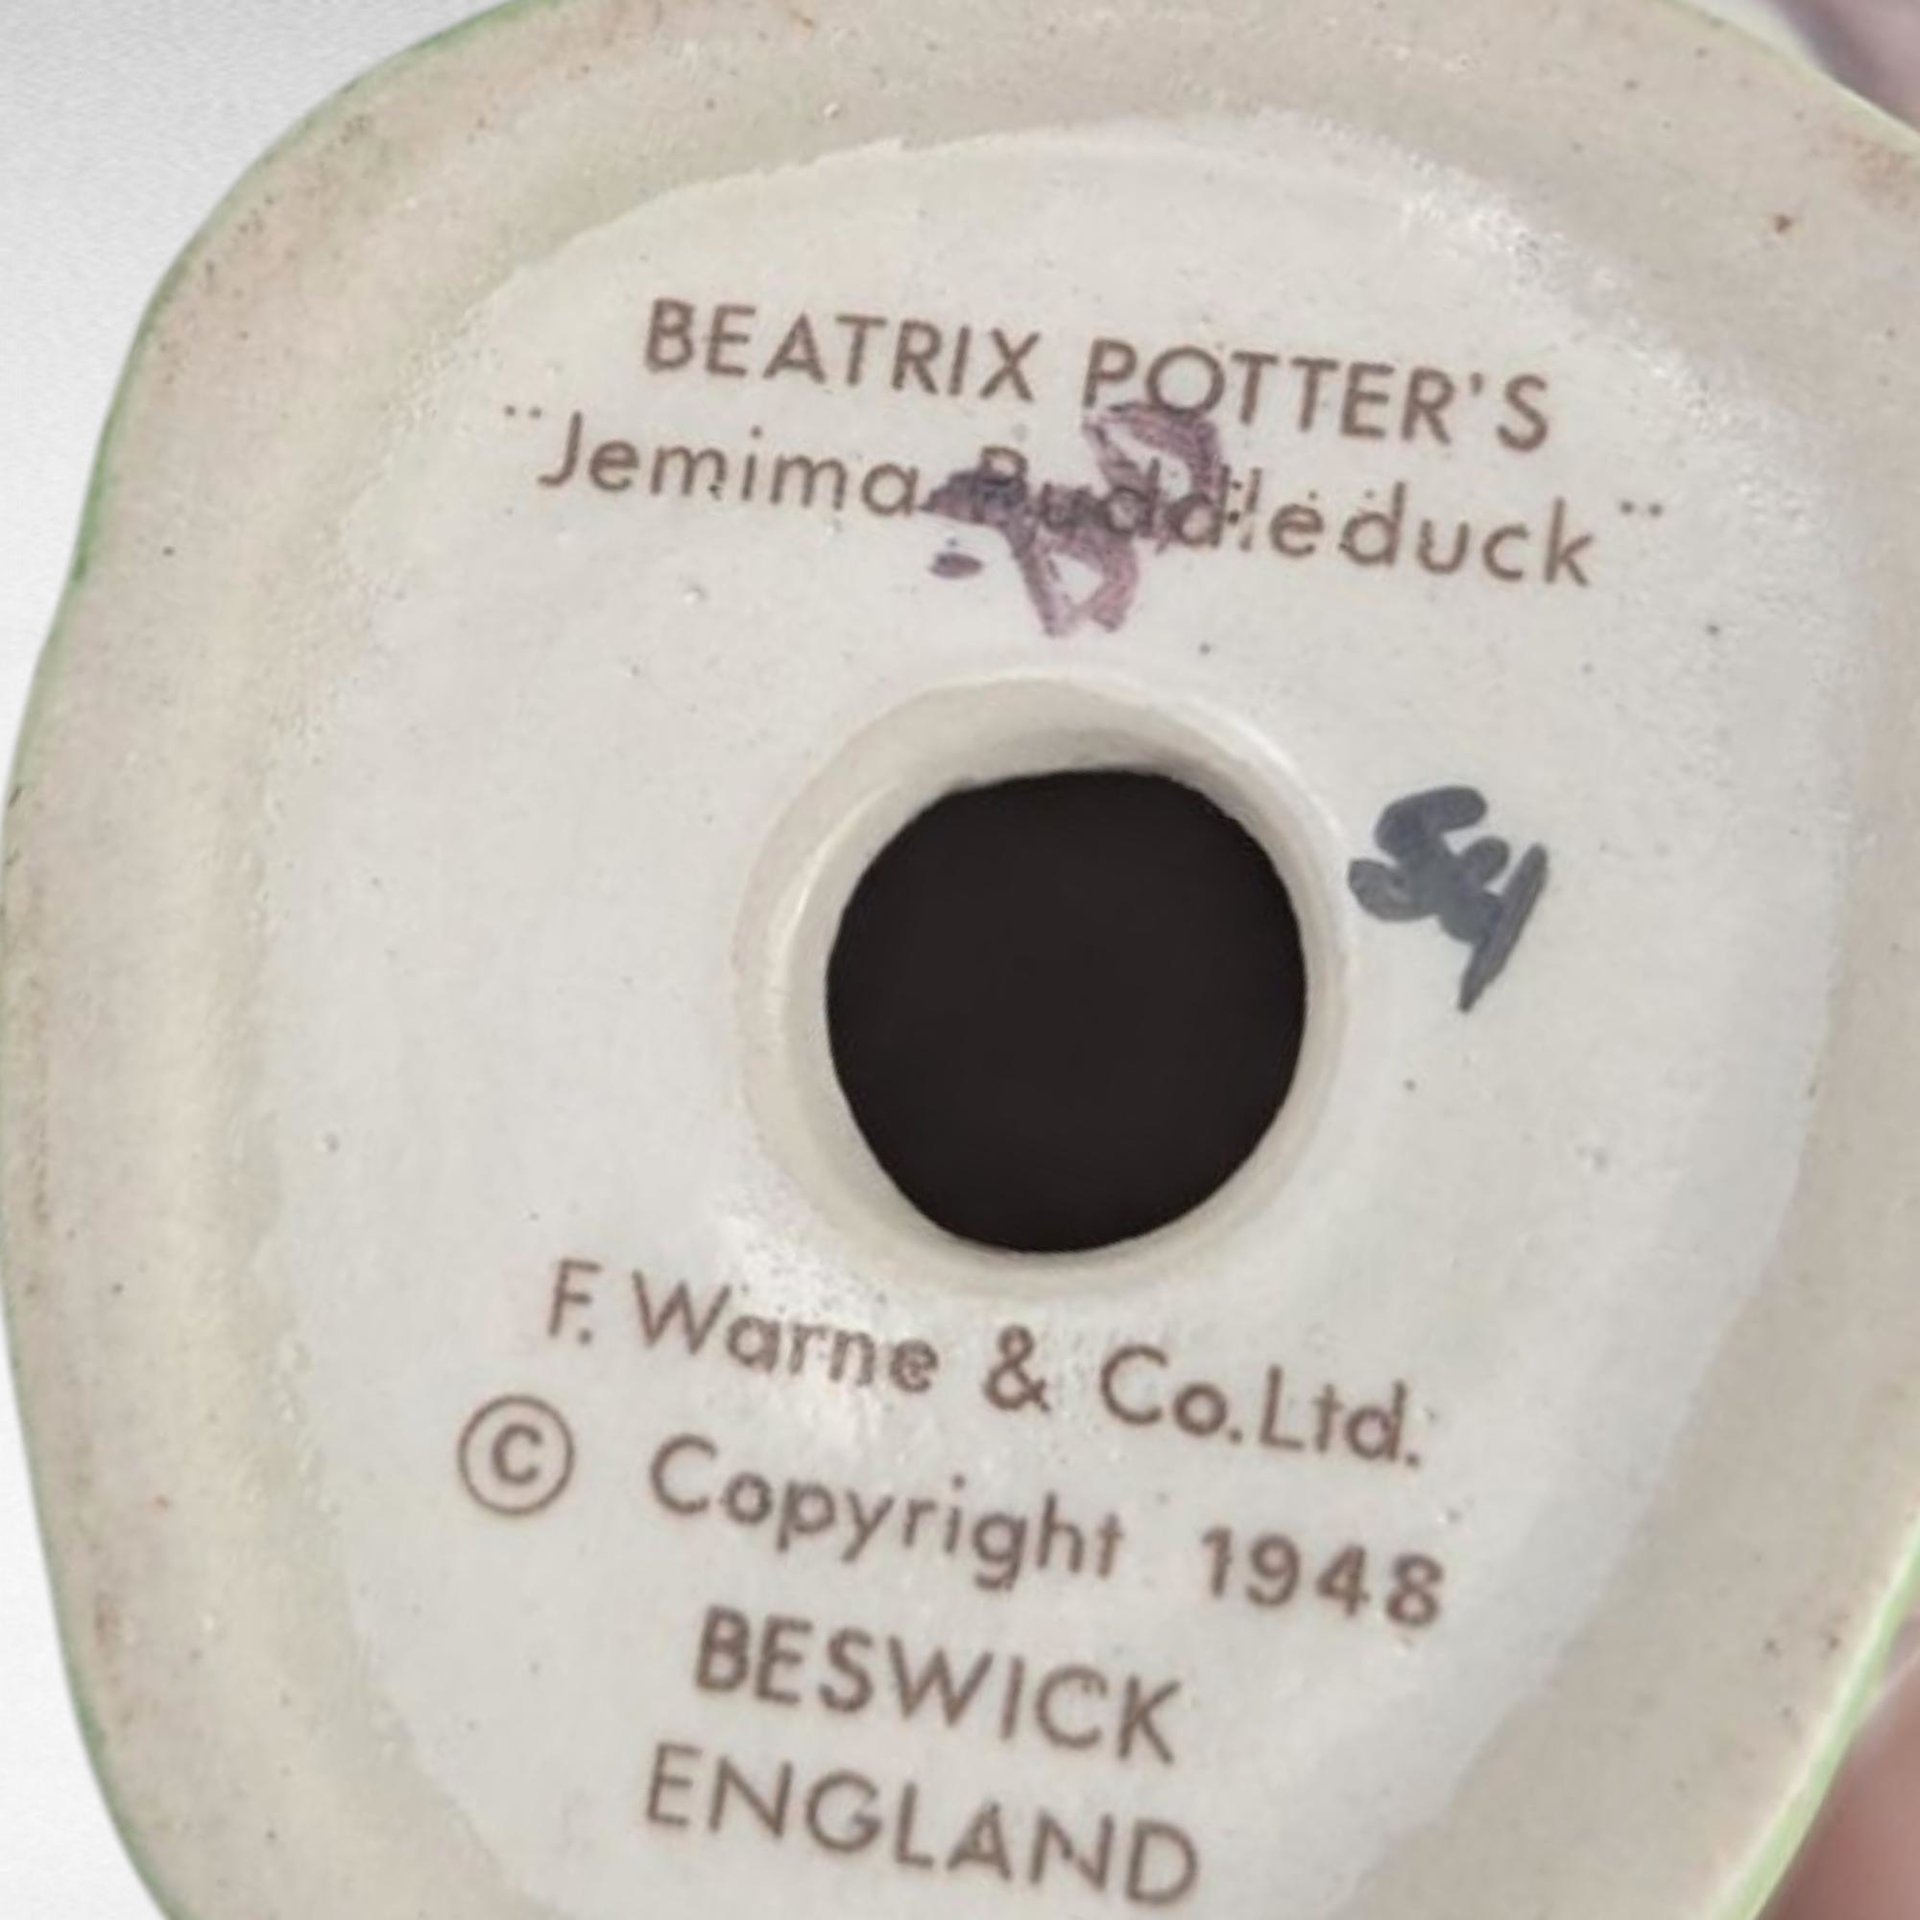 BEATRIX POTTER'S
"Jemima Puddleduck"
F. Warne & Co.Ltd.
© Copyright 1948
BESWICK
ENGLAND